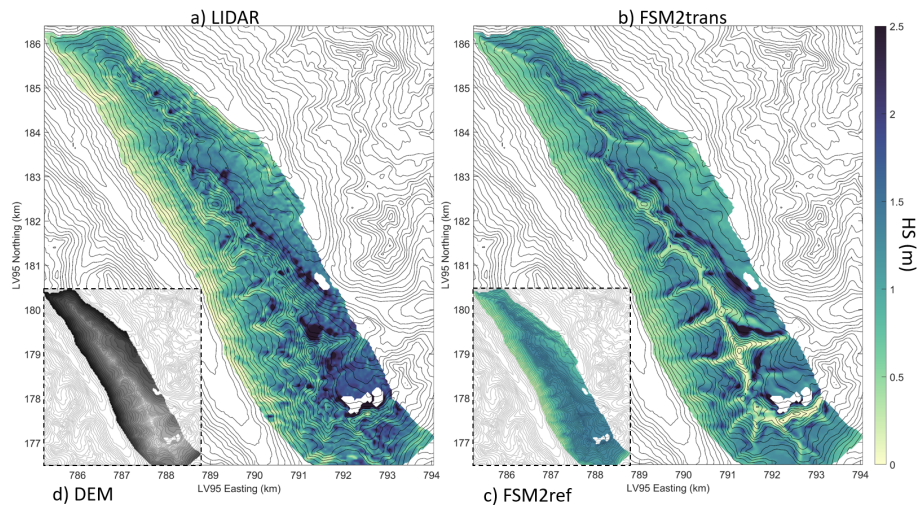 a) LIDAR
b) FSM2trans
186
185
184
183
182
181
180
179
178
177
LV95 Northing (km)
786 787 788 789 790 791 792 793 794
LV95 Easting (km)
d) DEM
186
185
184
183
182
181
180
179
178
177
LV95 Northing (km)
786 787 788 789 790 791 792 793 794
LV95 Easting (km)
c) FSM2ref
2.5
2
1.5
1
0.5
0
HS (m)